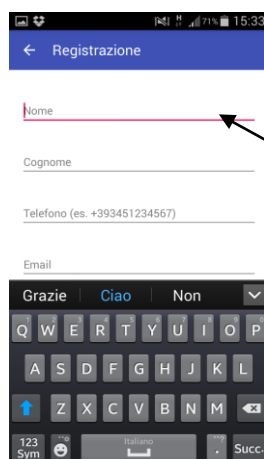 71% 15:33
Registrazione
Nome
Cognome
Telefono (es. +393451234567)
Email
Grazie Ciao Non
Q W E R T Y U I O P
A S D F G H J K L
Z X C V B N M
123 Italiano . Succ.
Sym